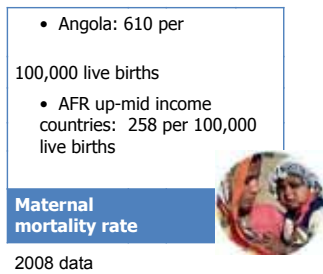 • Angola: 610 per
100,000 live births
• AFR up-mid income
countries:  258 per 100,000
live births
Maternal
mortality rate
2008 data